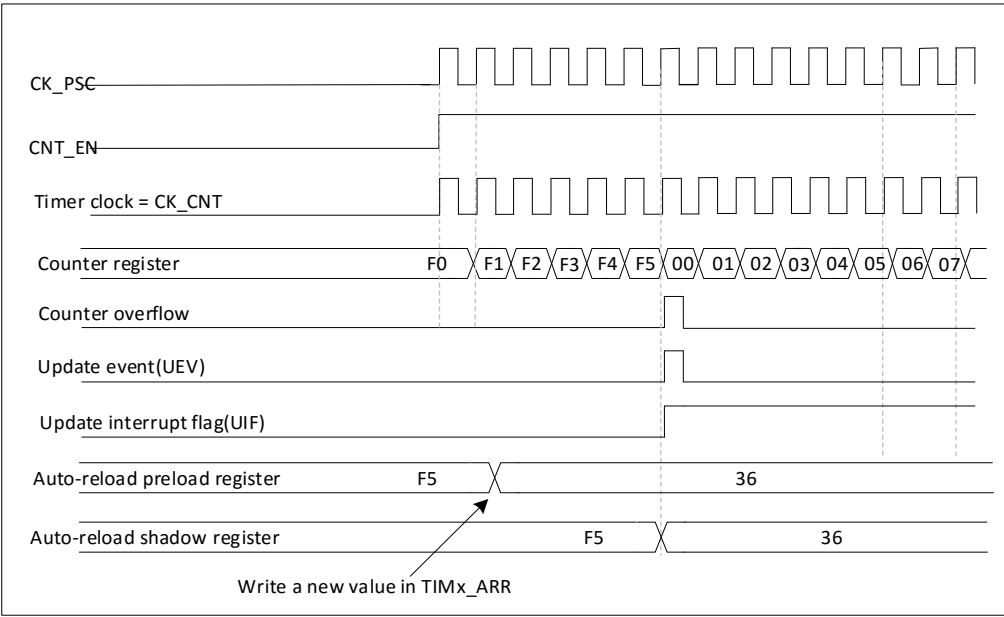 CK_PSC
CNT_EN
Timer clock = CK_CNT
Counter register F0 F1 F2 F3 F4 F5 00 01 02 03 04 05 06 07
Counter overflow
Update event(UEV)
Update interrupt flag(UIF)
Auto-reload preload register F5 36
Auto-reload shadow register F5 36
Write a new value in TIMx_ARR